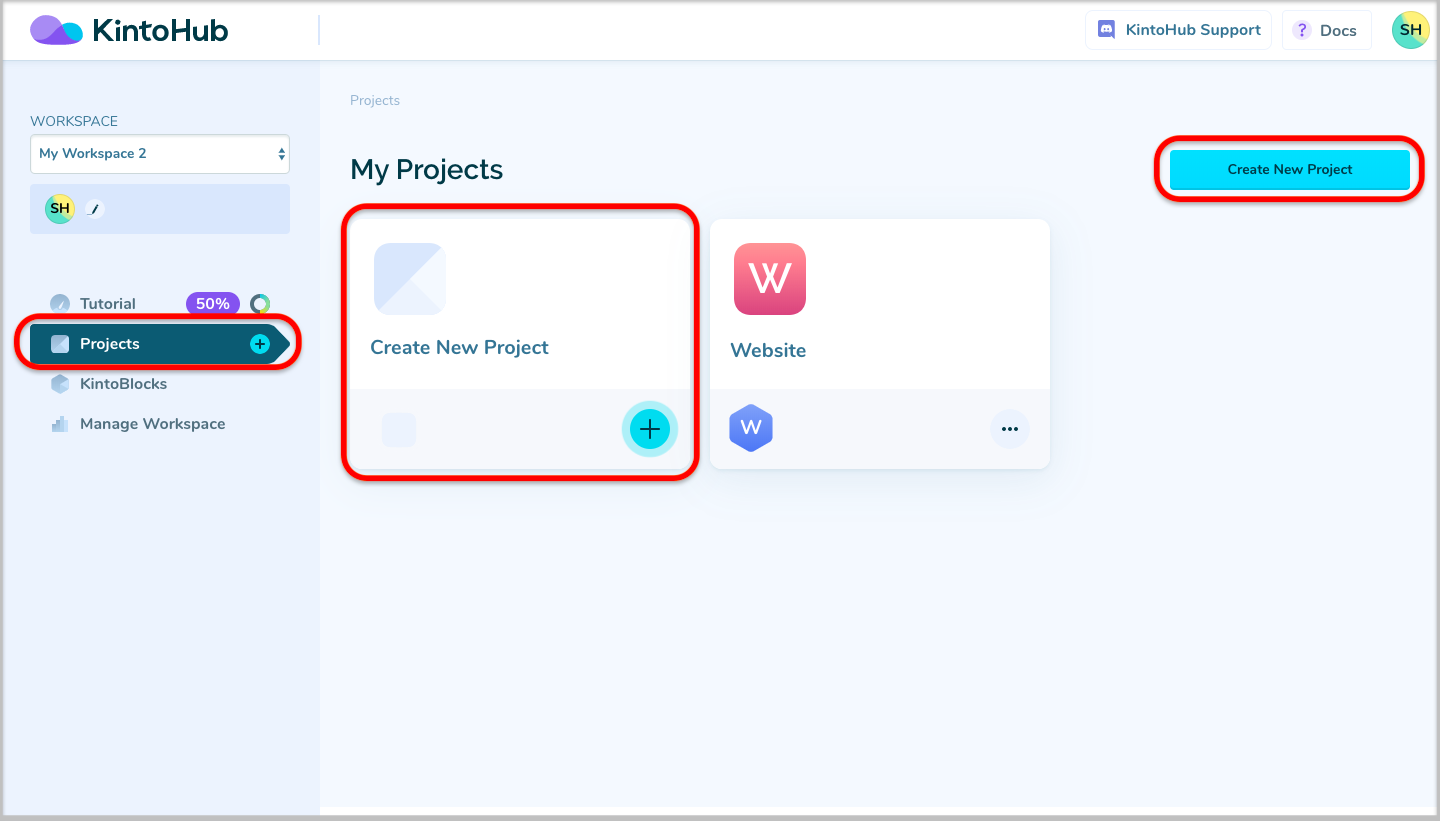 KintoHub
KintoHub Support
? Docs
SH
WORKSPACE
My Workspace 2
SH
Tutorial 50%
Projects
KintoBlocks
Manage Workspace
Projects
My Projects
Create New Project
Create New Project
W
Website
W